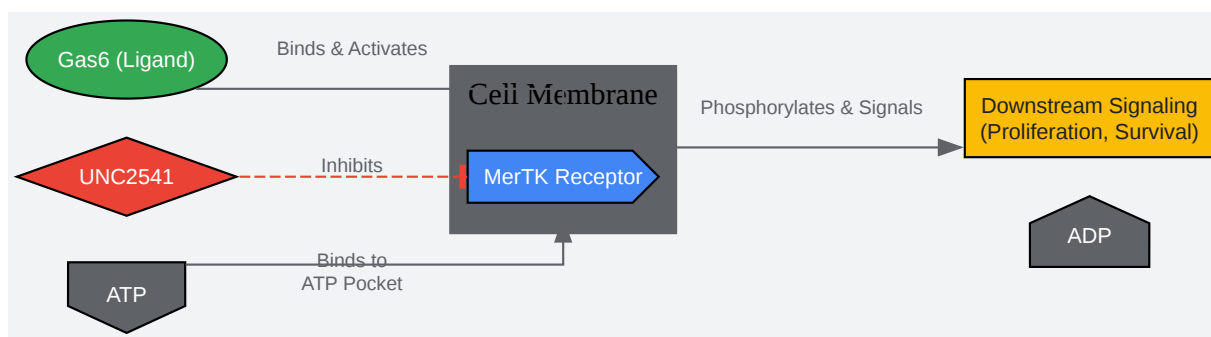 Gas6 (Ligand)
Binds & Activates
Cell Membrane
Phosphorylates & Signals
Downstream Signaling
(Proliferation, Survival)
UNC2541
Inhibits
MerTK Receptor
ADP
Binds to
ATP Pocket
ATP